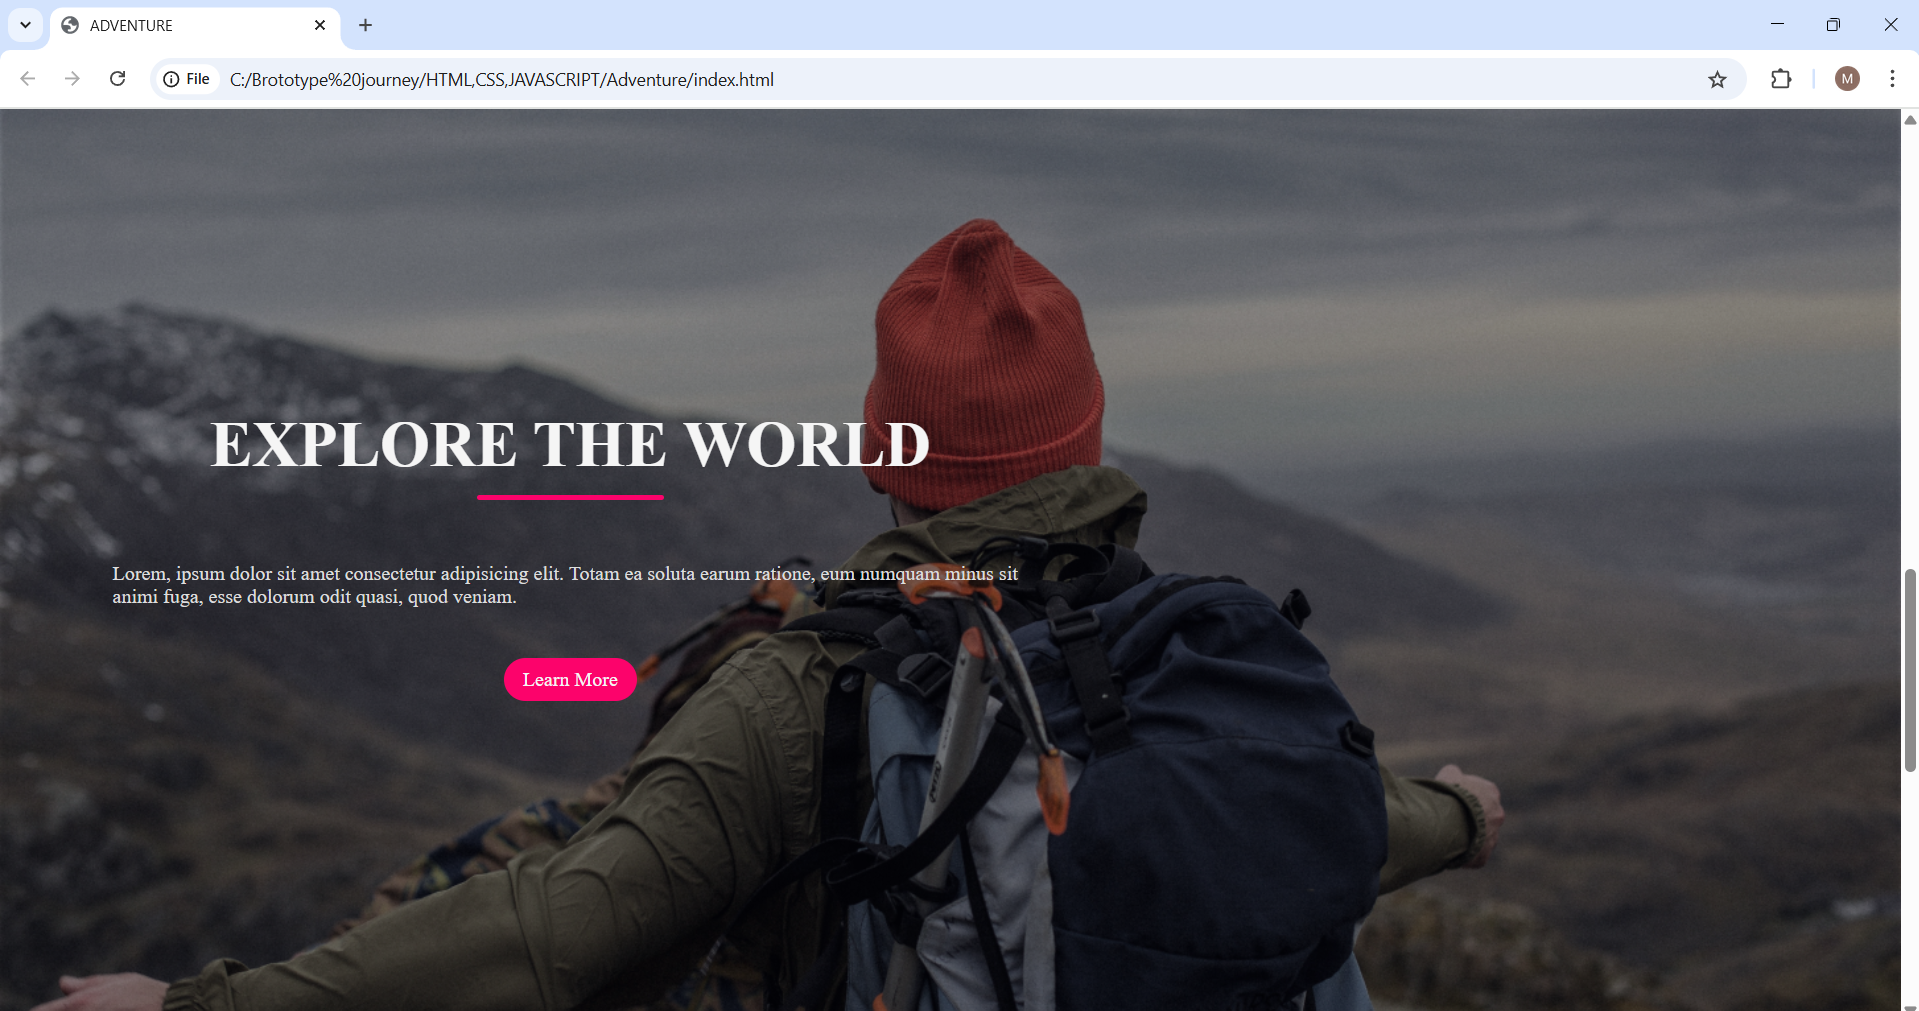 ADVENTURE
File
C:/Brototype%20journey/HTML,CSS,JAVASCRIPT/Adventure/index.html
M
EXPLORE THE WORLD
Lorem, ipsum dolor sit amet consectetur adipisicing elit. Totam ea soluta earum ratione, eum numquam minus sit
animi fuga, esse dolorum odit quasi, quod veniam.
Learn More